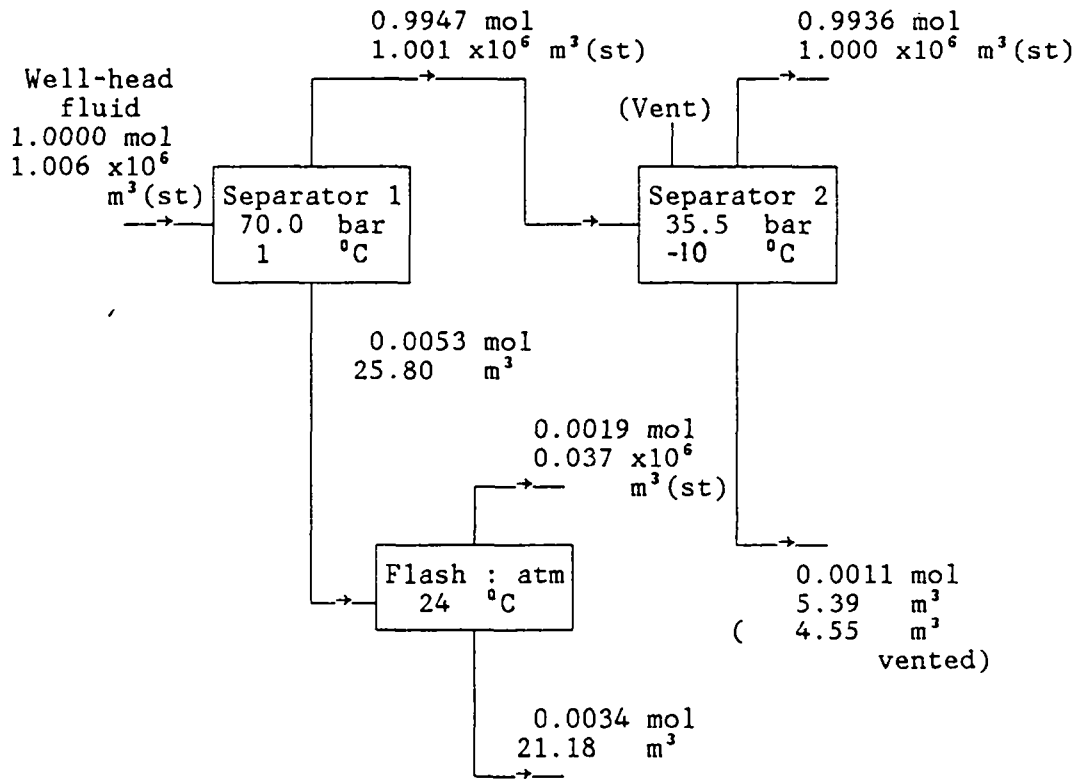 Well-head
fluid
1.0000 mol
1.006 x10⁶
m³(st)
Separator 1
70.0 bar
1 ⁰C
0.9947 mol
1.001 x10⁶ m³(st)
(Vent)
Separator 2
35.5 bar
-10 ⁰C
0.9936 mol
1.000 x10⁶ m³(st)
0.0053 mol
25.80 m³
0.0019 mol
0.037 x10⁶
m³(st)
Flash : atm
24 ⁰C
0.0011 mol
5.39 m³
( 4.55 m³
vented)
0.0034 mol
21.18 m³